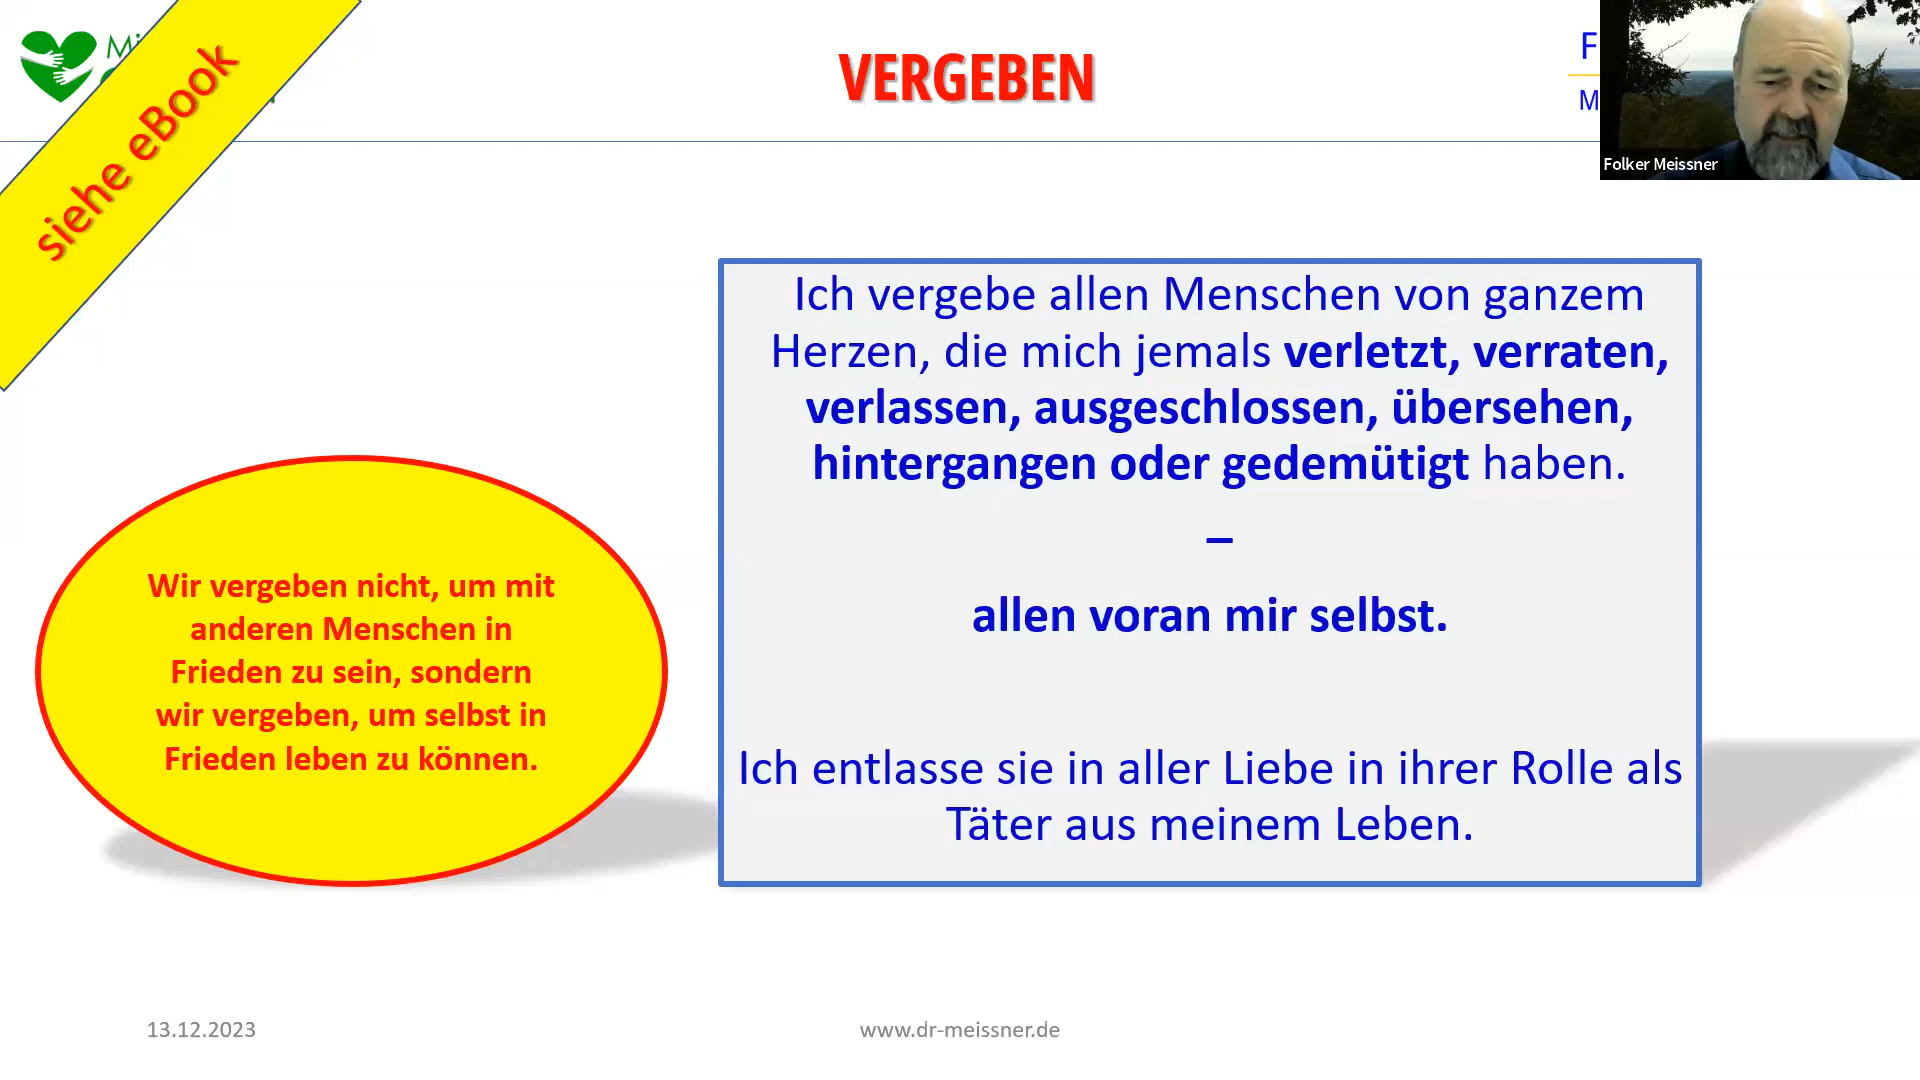 siehe eBook
VERGEBEN
Folker Meissner
Ich vergebe allen Menschen von ganzem
Herzen, die mich jemals verletzt, verraten,
verlassen, ausgeschlossen, übersehen,
hintergangen oder gedemütigt haben.
–
allen voran mir selbst.
Ich entlasse sie in aller Liebe in ihrer Rolle als
Täter aus meinem Leben.
Wir vergeben nicht, um mit
anderen Menschen in
Frieden zu sein, sondern
wir vergeben, um selbst in
Frieden leben zu können.
13.12.2023
www.dr-meissner.de